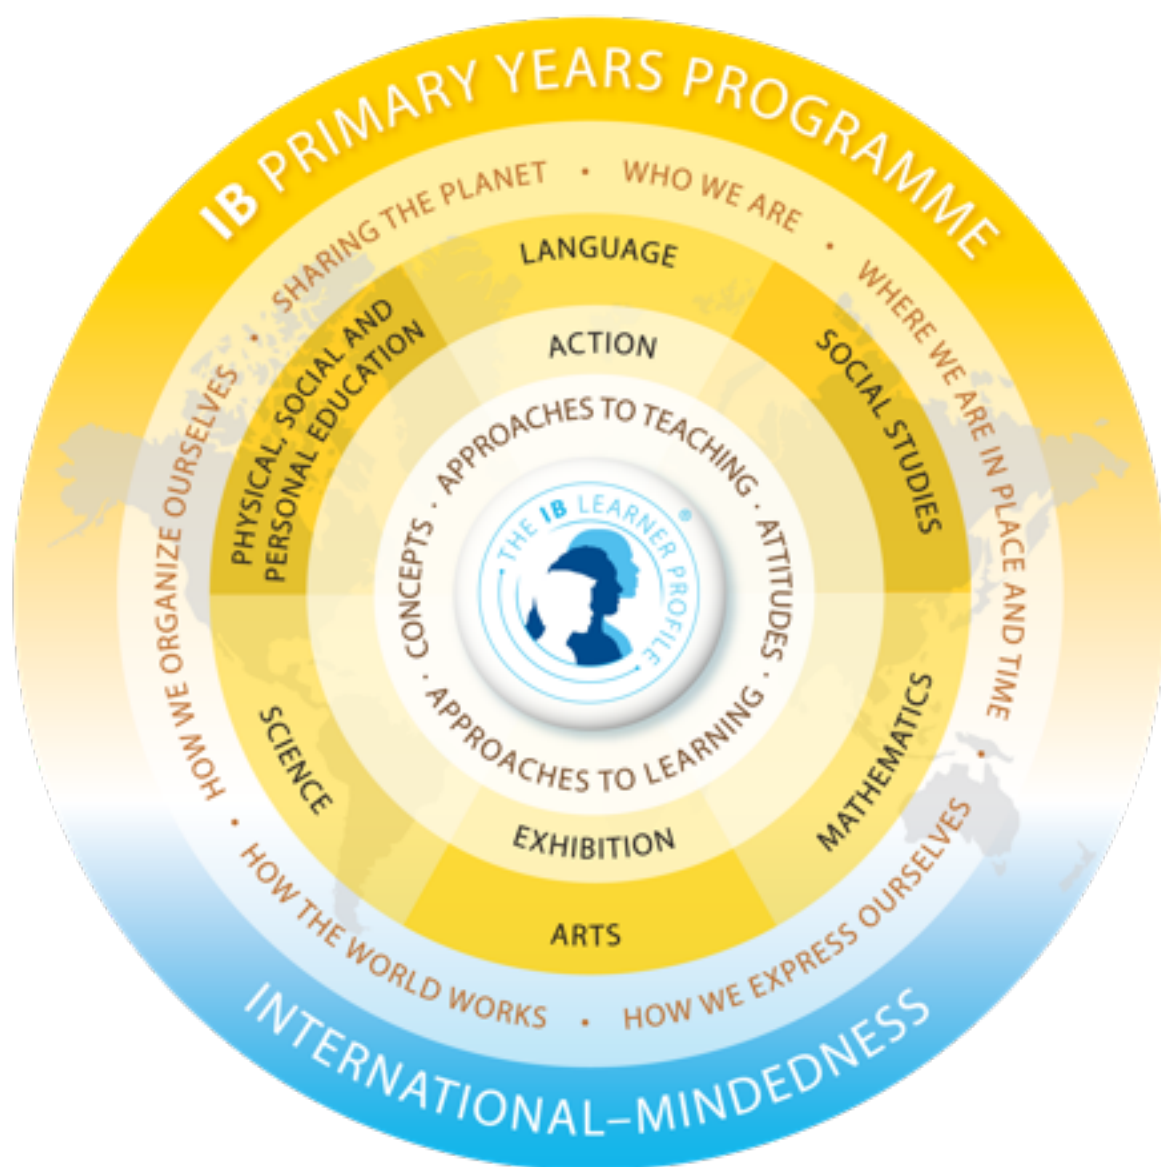 IB PRIMARY YEARS PROGRAMME
SHARING THE PLANET • WHO WE ARE • WHERE WE ARE IN PLACE AND TIME • HOW WE EXPRESS OURSELVES • HOW THE WORLD WORKS • HOW WE ORGANIZE OURSELVES •
LANGUAGE
SOCIAL STUDIES
MATHEMATICS
ARTS
SCIENCE
PHYSICAL, SOCIAL AND
PERSONAL EDUCATION
ACTION
EXHIBITION
APPROACHES TO TEACHING • ATTITUDES • APPROACHES TO LEARNING • CONCEPTS •
• THE IB LEARNER PROFILE • ®
INTERNATIONAL–MINDEDNESS